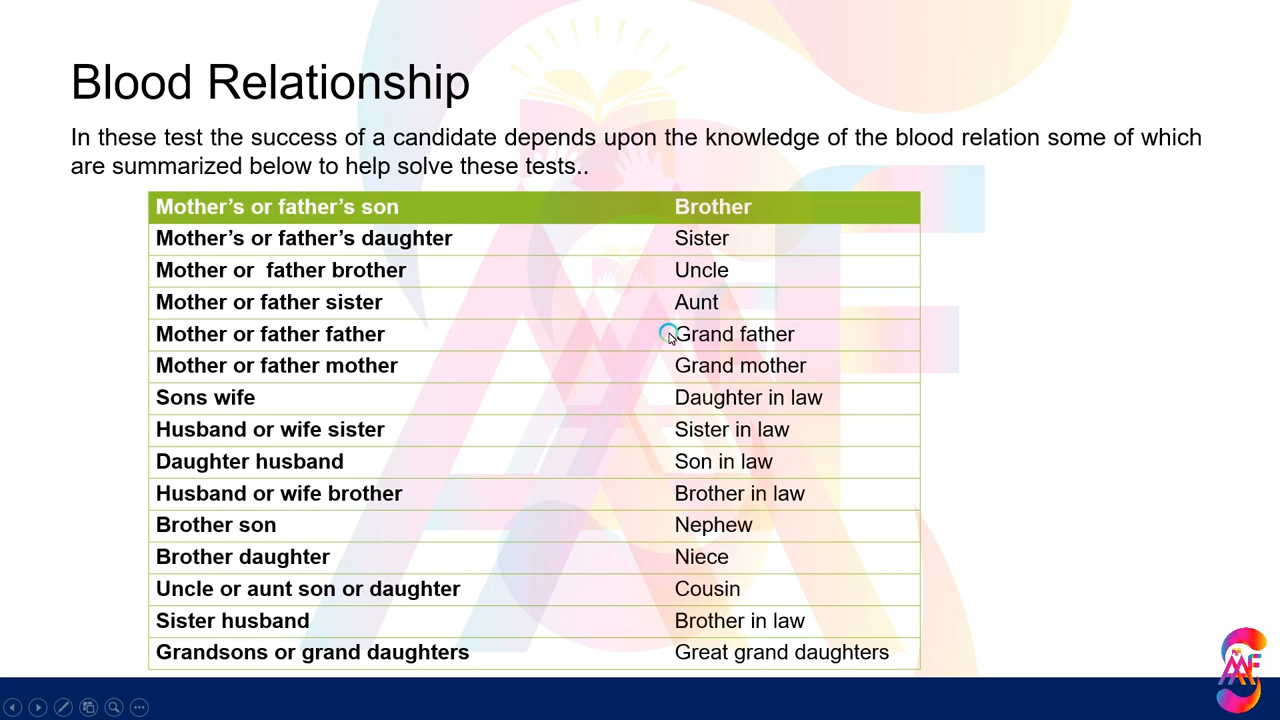 Blood Relationship
In these test the success of a candidate depends upon the knowledge of the blood relation some of which
are summarized below to help solve these tests..
Mother’s or father’s son Brother
Mother’s or father’s daughter Sister
Mother or  father brother Uncle
Mother or father sister Aunt
Mother or father father Grand father
Mother or father mother Grand mother
Sons wife Daughter in law
Husband or wife sister Sister in law
Daughter husband Son in law
Husband or wife brother Brother in law
Brother son Nephew
Brother daughter Niece
Uncle or aunt son or daughter Cousin
Sister husband Brother in law
Grandsons or grand daughters Great grand daughters